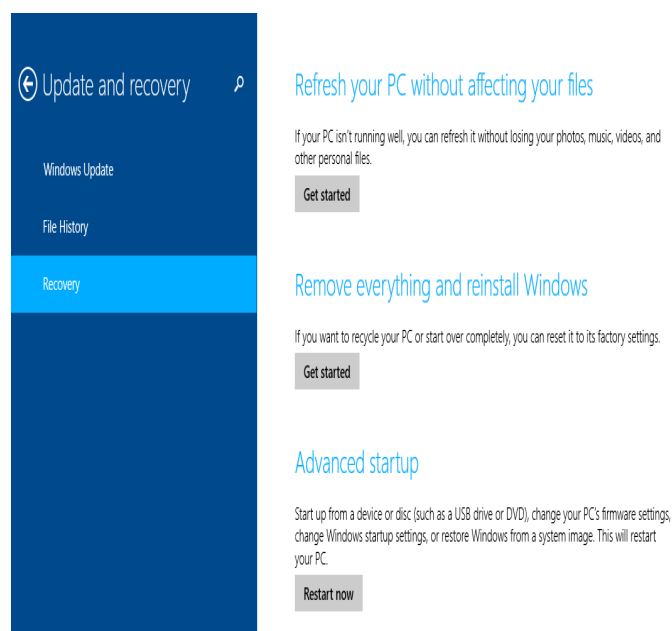 Update and recovery
Windows Update
File History
Recovery
Refresh your PC without affecting your files
If your PC isn't running well, you can refresh it without losing your photos, music, videos, and
other personal files.
Get started
Remove everything and reinstall Windows
If you want to recycle your PC or start over completely, you can reset it to its factory settings.
Get started
Advanced startup
Start up from a device or disc (such as a USB drive or DVD), change your PC's firmware settings,
change Windows startup settings, or restore Windows from a system image. This will restart
your PC.
Restart now